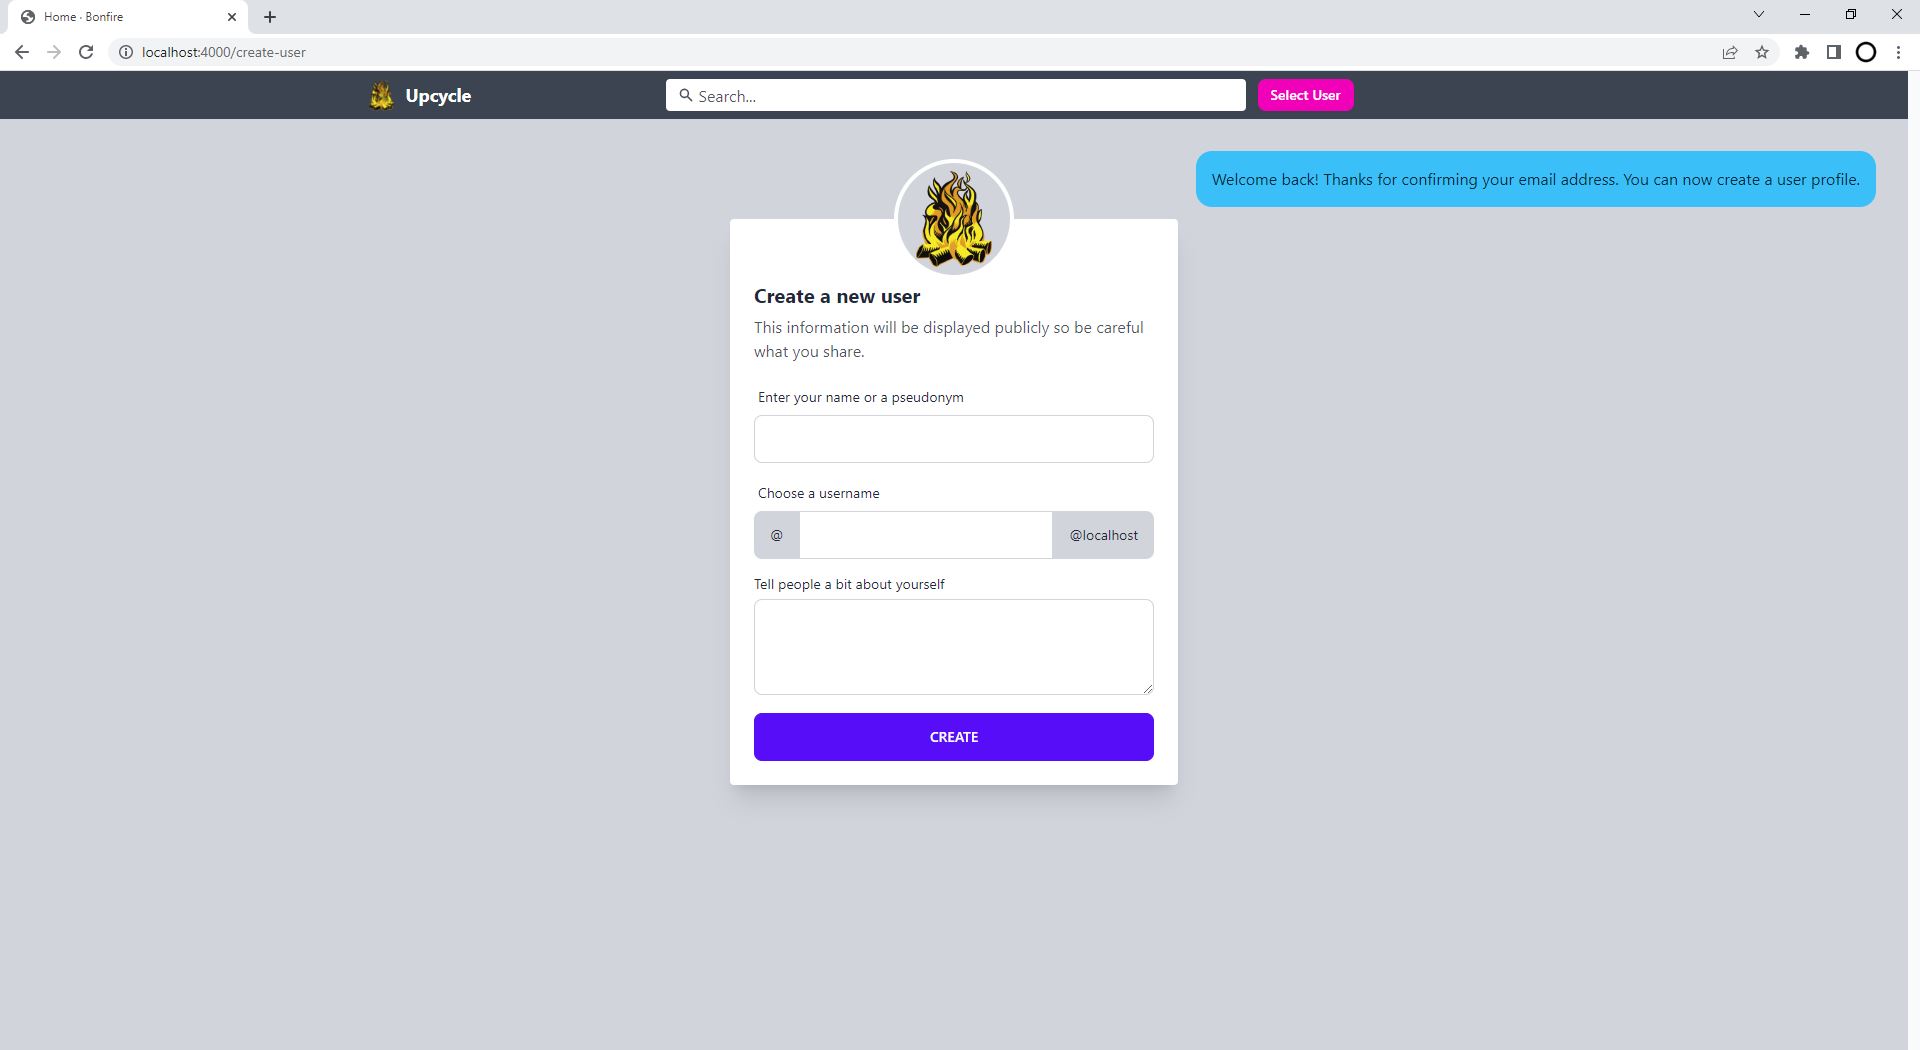 Home · Bonfire
localhost:4000/create-user
Upcycle
Search...
Select User
Welcome back! Thanks for confirming your email address. You can now create a user profile.
Create a new user
This information will be displayed publicly so be careful
what you share.
Enter your name or a pseudonym
Choose a username
@
@localhost
Tell people a bit about yourself
CREATE